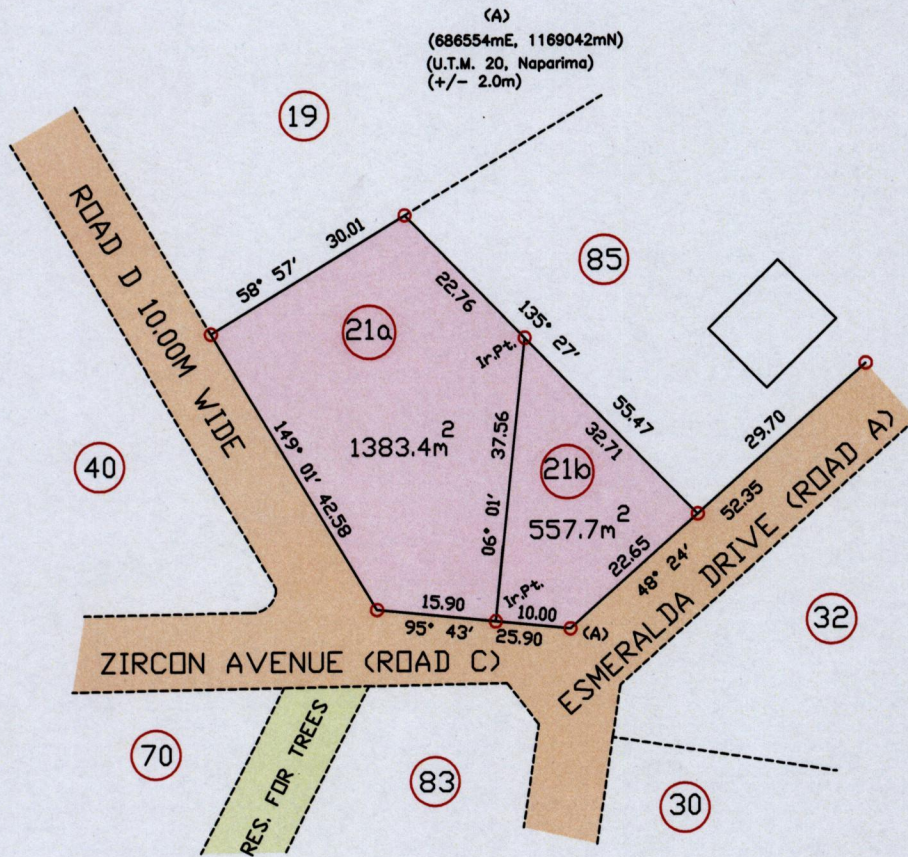 (A)
(686554mE, 1169042mN)
(U.T.M. 20, Naparima)
(+/- 2.0m)
19
ROAD D 10.00M WIDE
58° 57' 30.01
21a
22.76
85
135° 27'
Ir.Pt.
55.47
32.71
29.70
52.35
40
149° 01' 42.58
1383.4m²
37.56
06° 01'
21b
557.7m²
22.65
48° 24'
ESMERALDA DRIVE (ROAD A)
32
Ir.Pt.
15.90
10.00
95° 43'
25.90
(A)
ZIRCON AVENUE (ROAD C)
70
RES. FOR TREES
83
30